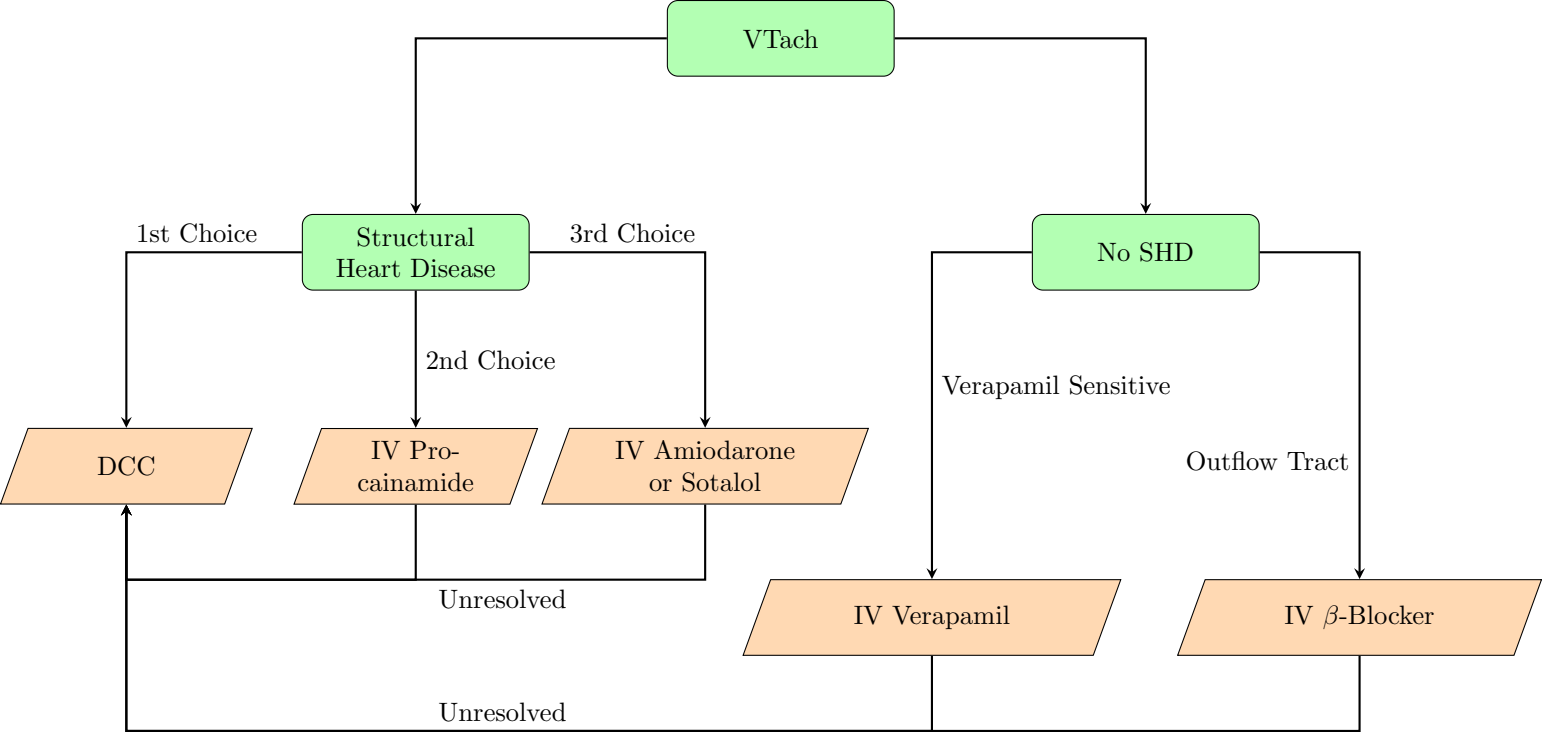 VTach
1st Choice
Structural
Heart Disease
3rd Choice
No SHD
2nd Choice
Verapamil Sensitive
Outflow Tract
DCC
IV Pro-
cainamide
IV Amiodarone
or Sotalol
Unresolved
IV Verapamil
IV β-Blocker
Unresolved